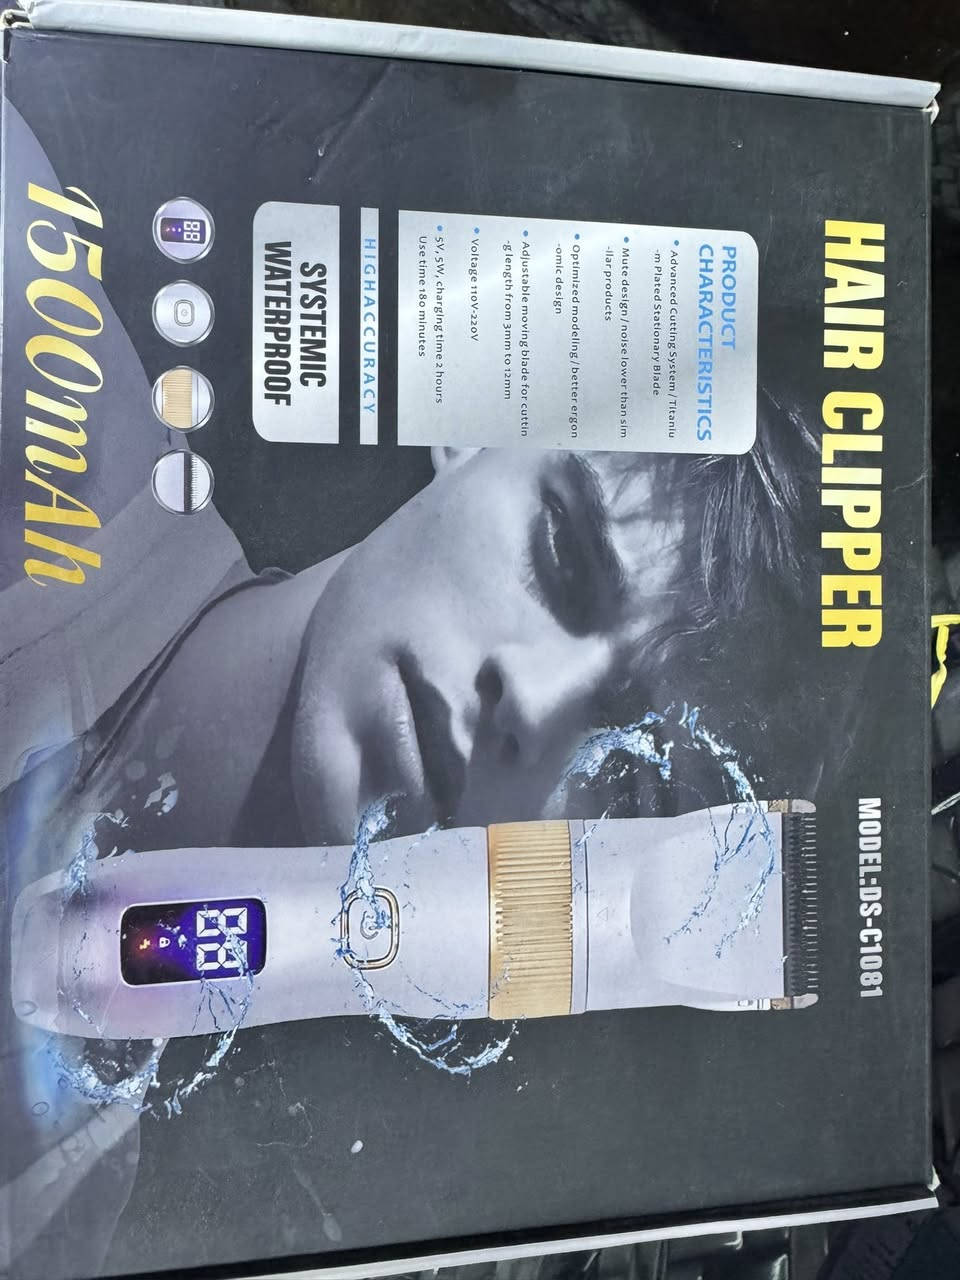 HAIR CLIPPER
MODEL:DS-C1081
PRODUCT
CHARACTERISTICS
• Advanced Cutting System / Titaniu
-m Plated Stationary Blade
• Mute design / noise lower than sim
-ilar products
• Optimized modeling / better ergon
-omic design
• Adjustable moving blade for cuttin
-g length from 3mm to 12mm
• Voltage 110V-220V
• 5V, 5W, charging time 2 hours
Use time 180 minutes
HIGH ACCURACY
SYSTEMIC
WATERPROOF
88
88
1500mAh